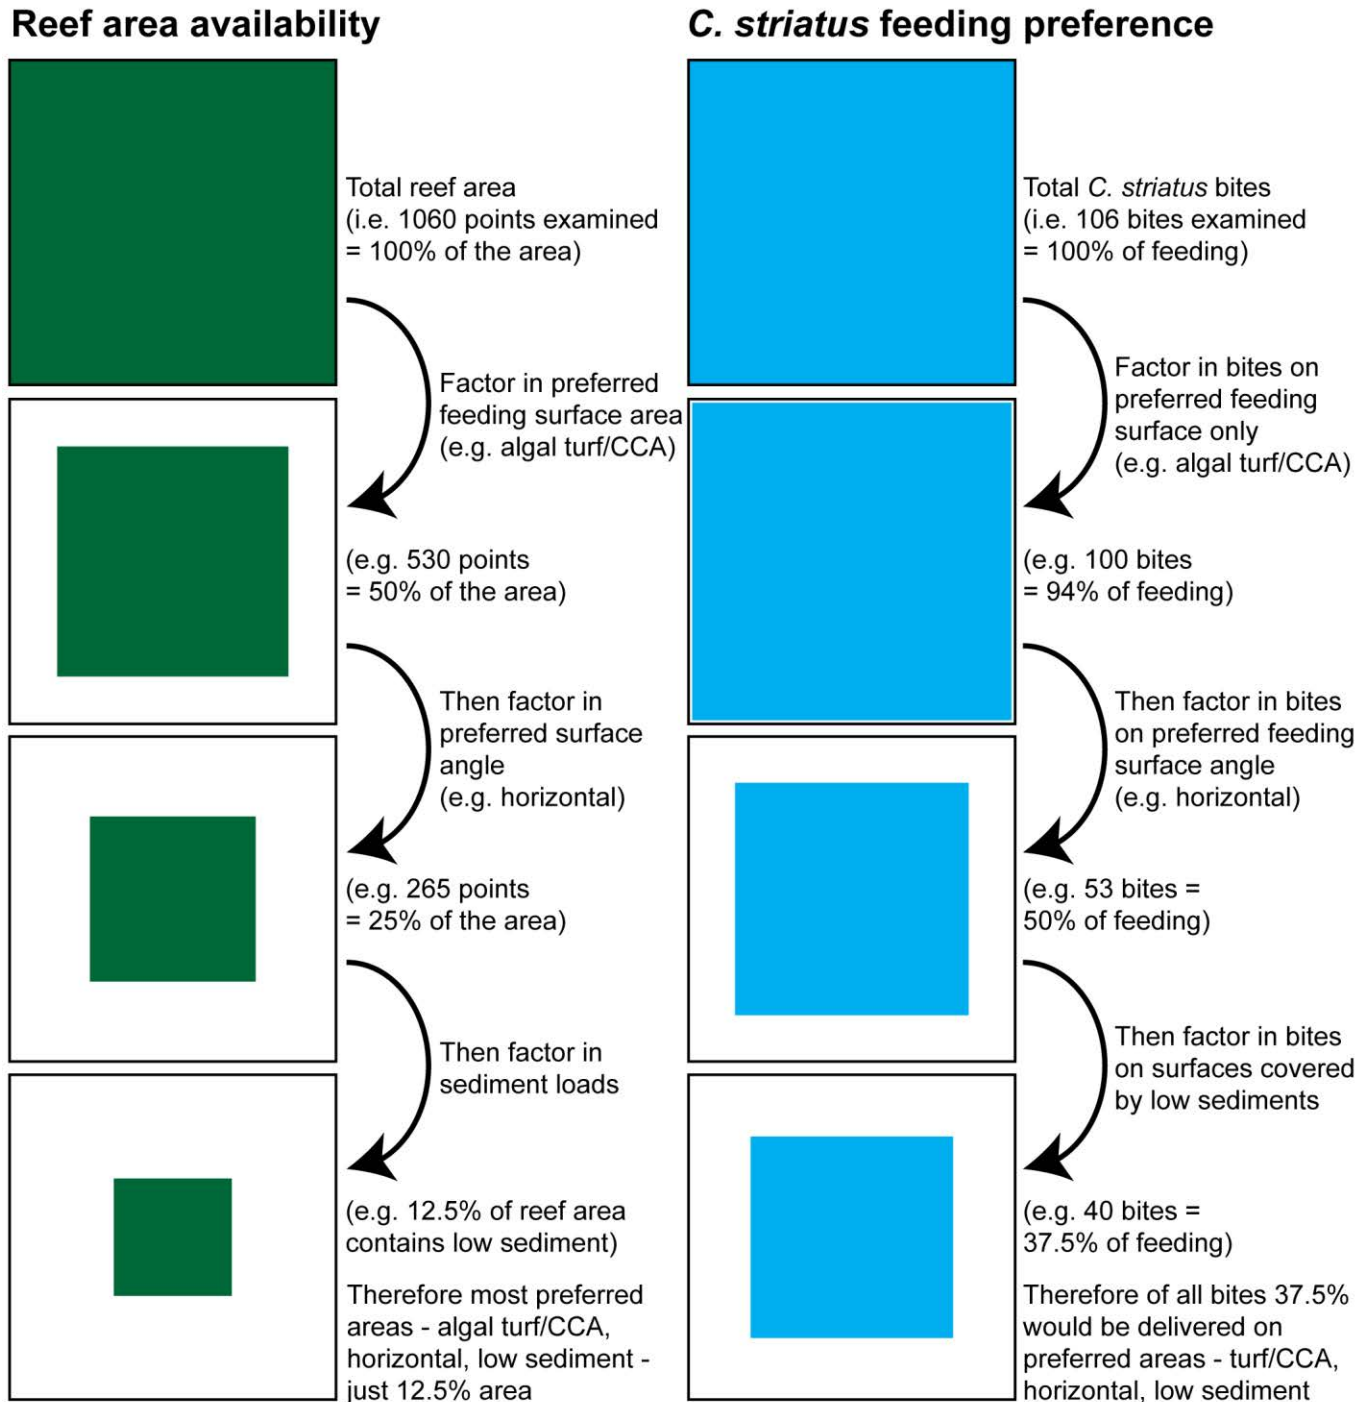 Reef area availability
Total reef area
(i.e. 1060 points examined
= 100% of the area)
Factor in preferred
feeding surface area
(e.g. algal turf/CCA)
(e.g. 530 points
= 50% of the area)
Then factor in
preferred surface
angle
(e.g. horizontal)
(e.g. 265 points
= 25% of the area)
Then factor in
sediment loads
(e.g. 12.5% of reef area
contains low sediment)
Therefore most preferred
areas - algal turf/CCA,
horizontal, low sediment -
just 12.5% area
C. striatus feeding preference
Total C. striatus bites
(i.e. 106 bites examined
= 100% of feeding)
Factor in bites on
preferred feeding
surface only
(e.g. algal turf/CCA)
(e.g. 100 bites
= 94% of feeding)
Then factor in bites
on preferred feeding
surface angle
(e.g. horizontal)
(e.g. 53 bites =
50% of feeding)
Then factor in bites
on surfaces covered
by low sediments
(e.g. 40 bites =
37.5% of feeding)
Therefore of all bites 37.5%
would be delivered on
preferred areas - turf/CCA,
horizontal, low sediment